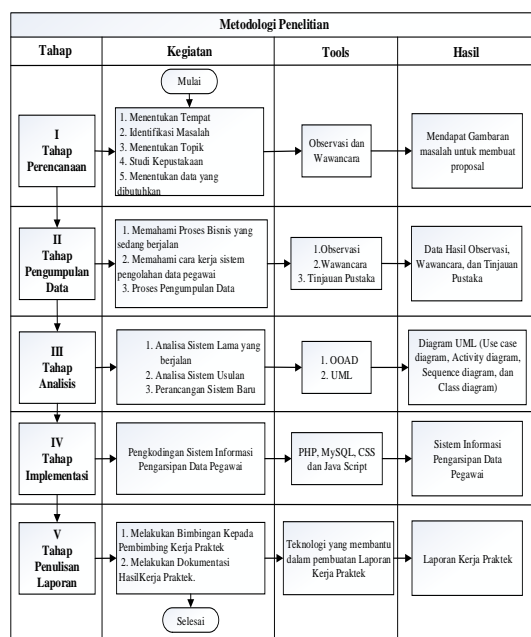 Metodologi Penelitian
Tahap
Kegiatan
Tools
Hasil
Mulai
I
Tahap
Perencanaan
1. Menentukan Tempat
2. Identifikasi Masalah
3. Menentukan Topik
4. Studi Kepustakaan
5. Menentukan data yang
dibutuhkan
Observasi dan
Wawancara
Mendapat Gambaran
masalah untuk membuat
proposal
II
Tahap
Pengumpulan
Data
1. Memahami Proses Bisnis yang
sedang berjalan
2. Memahami cara kerja sistem
pengolahan data pegawai
3. Proses Pengumpulan Data
1.Observasi
2.Wawancara
3. Tinjauan Pustaka
Data Hasil Observasi,
Wawancara, dan Tinjauan
Pustaka
III
Tahap
Analisis
1. Analisa Sistem Lama yang
berjalan
2. Analisa Sistem Usulan
3. Perancangan Sistem Baru
1. OOAD
2. UML
Diagram UML (Use case
diagram, Activity diagram,
Sequence diagram, dan
Class diagram)
IV
Tahap
Implementasi
Pengkodingan Sistem Informasi
Pengarsipan Data Pegawai
PHP, MySQL, CSS
dan Java Script
Sistem Informasi
Pengarsipan Data
Pegawai
V
Tahap
Penulisan
Laporan
1. Melakukan Bimbingan Kepada
Pembimbing Kerja Praktek
2. Melakukan Dokumentasi
HasilKerja Praktek.
Teknologi yang membantu
dalam pembuatan Laporan
Kerja Praktek
Laporan Kerja Praktek
Selesai